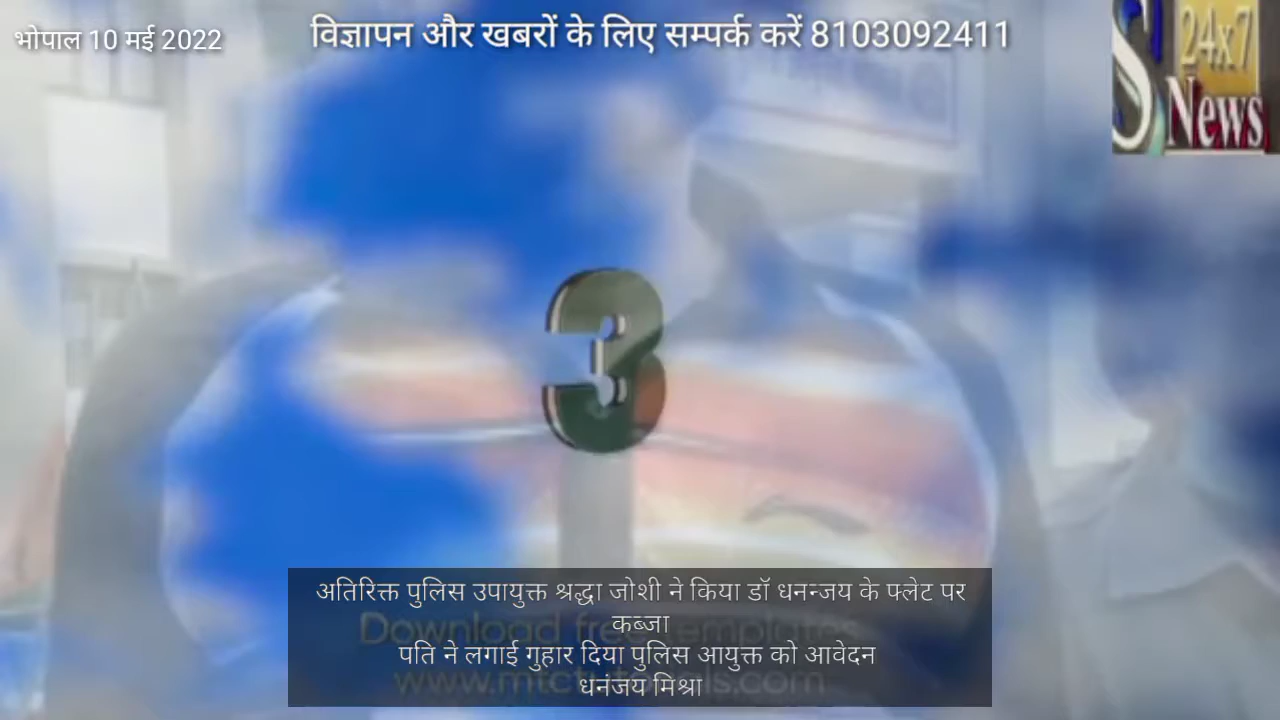 भोपाल 10 मई 2022
विज्ञापन और खबरों के लिए सम्पर्क करें 8103092411
S 24x7
News
3
अतिरिक्त पुलिस उपायुक्त श्रद्धा जोशी ने किया डॉ धनन्जय के फ्लेट पर
कब्जा
Download free templates
पति ने लगाई गुहार दिया पुलिस आयुक्त को आवेदन
www.mtctutorials.com
धनंजय मिश्रा